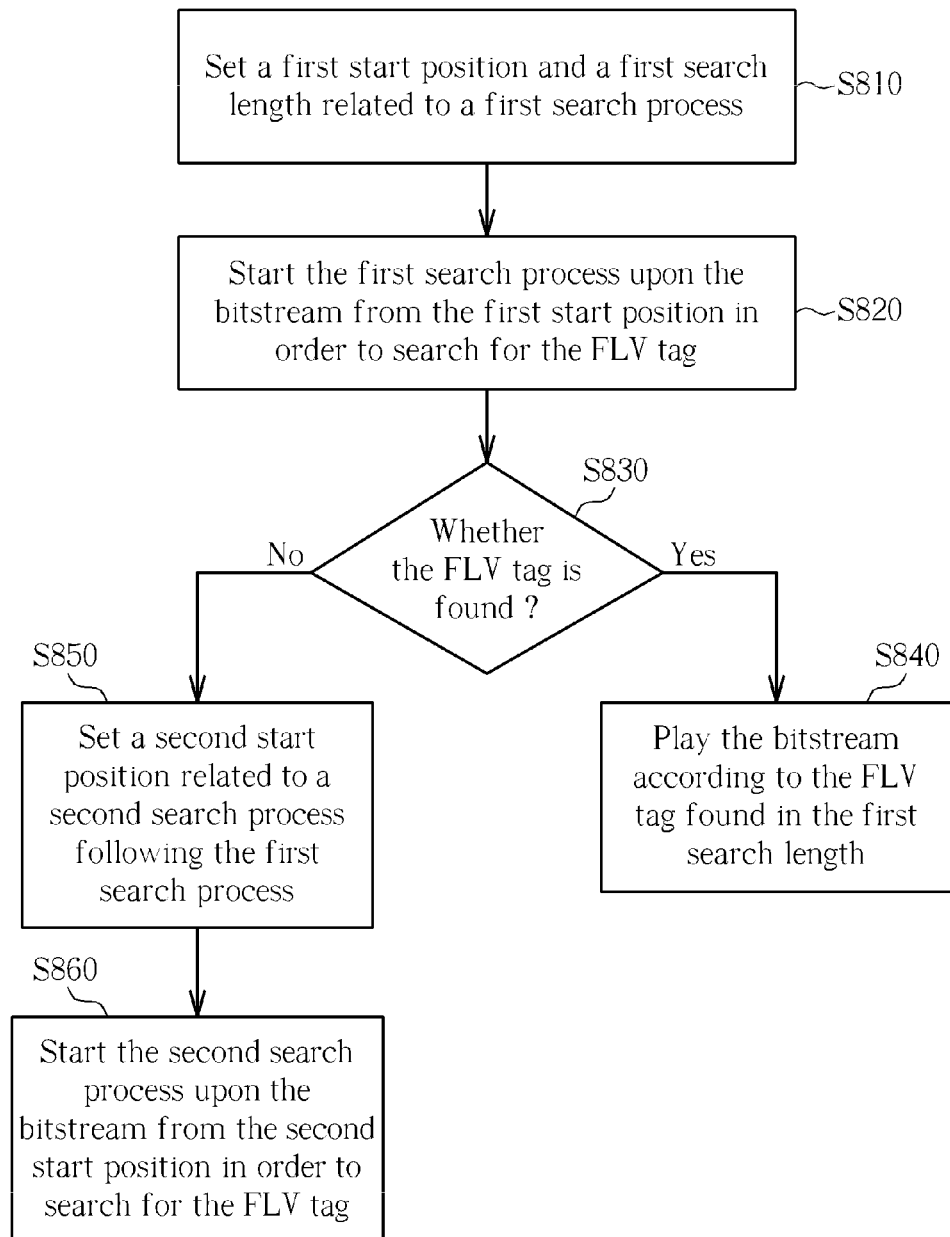 Set a first start position and a first search
length related to a first search process
S810
Start the first search process upon the
bitstream from the first start position in
order to search for the FLV tag
S820
S830
Whether
the FLV tag is
found ?
No
Yes
S850
Set a second start
position related to a
second search process
following the first
search process
S840
Play the bitstream
according to the FLV
tag found in the first
search length
S860
Start the second search
process upon the
bitstream from the second
start position in order to
search for the FLV tag